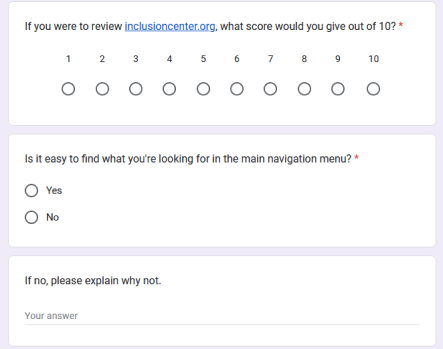 If you were to review inclusioncenter.org, what score would you give out of 10? *
1 2 3 4 5 6 7 8 9 10
Is it easy to find what you're looking for in the main navigation menu? *
Yes
No
If no, please explain why not.
Your answer